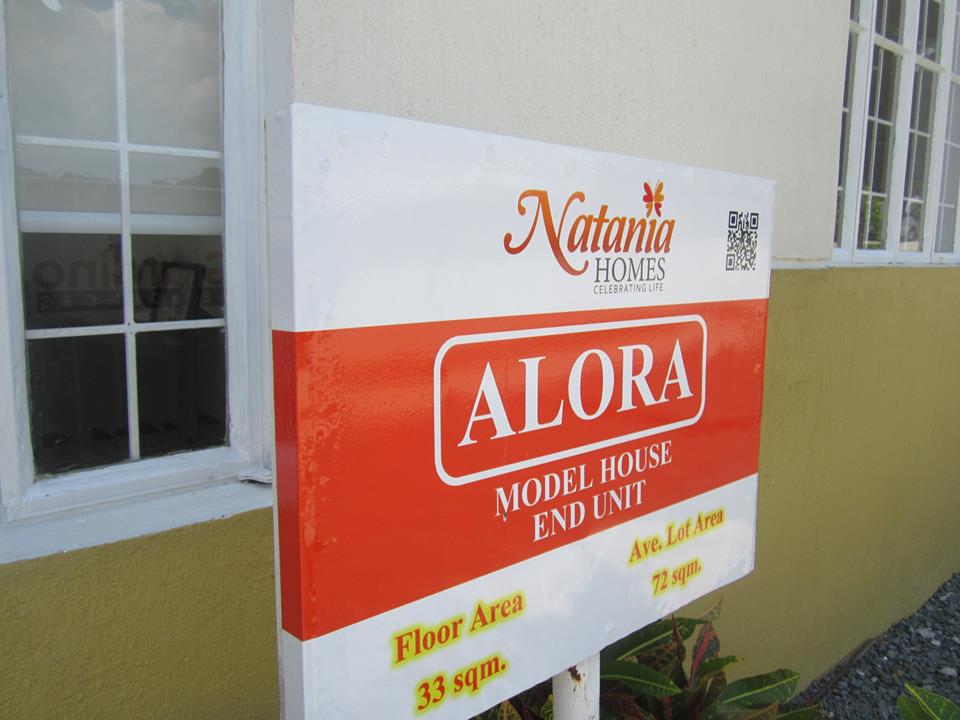 Natania
HOMES
CELEBRATING LIFE
ALORA
MODEL HOUSE
END UNIT
Floor Area
33 sqm.
Ave. Lot Area
72 sqm.